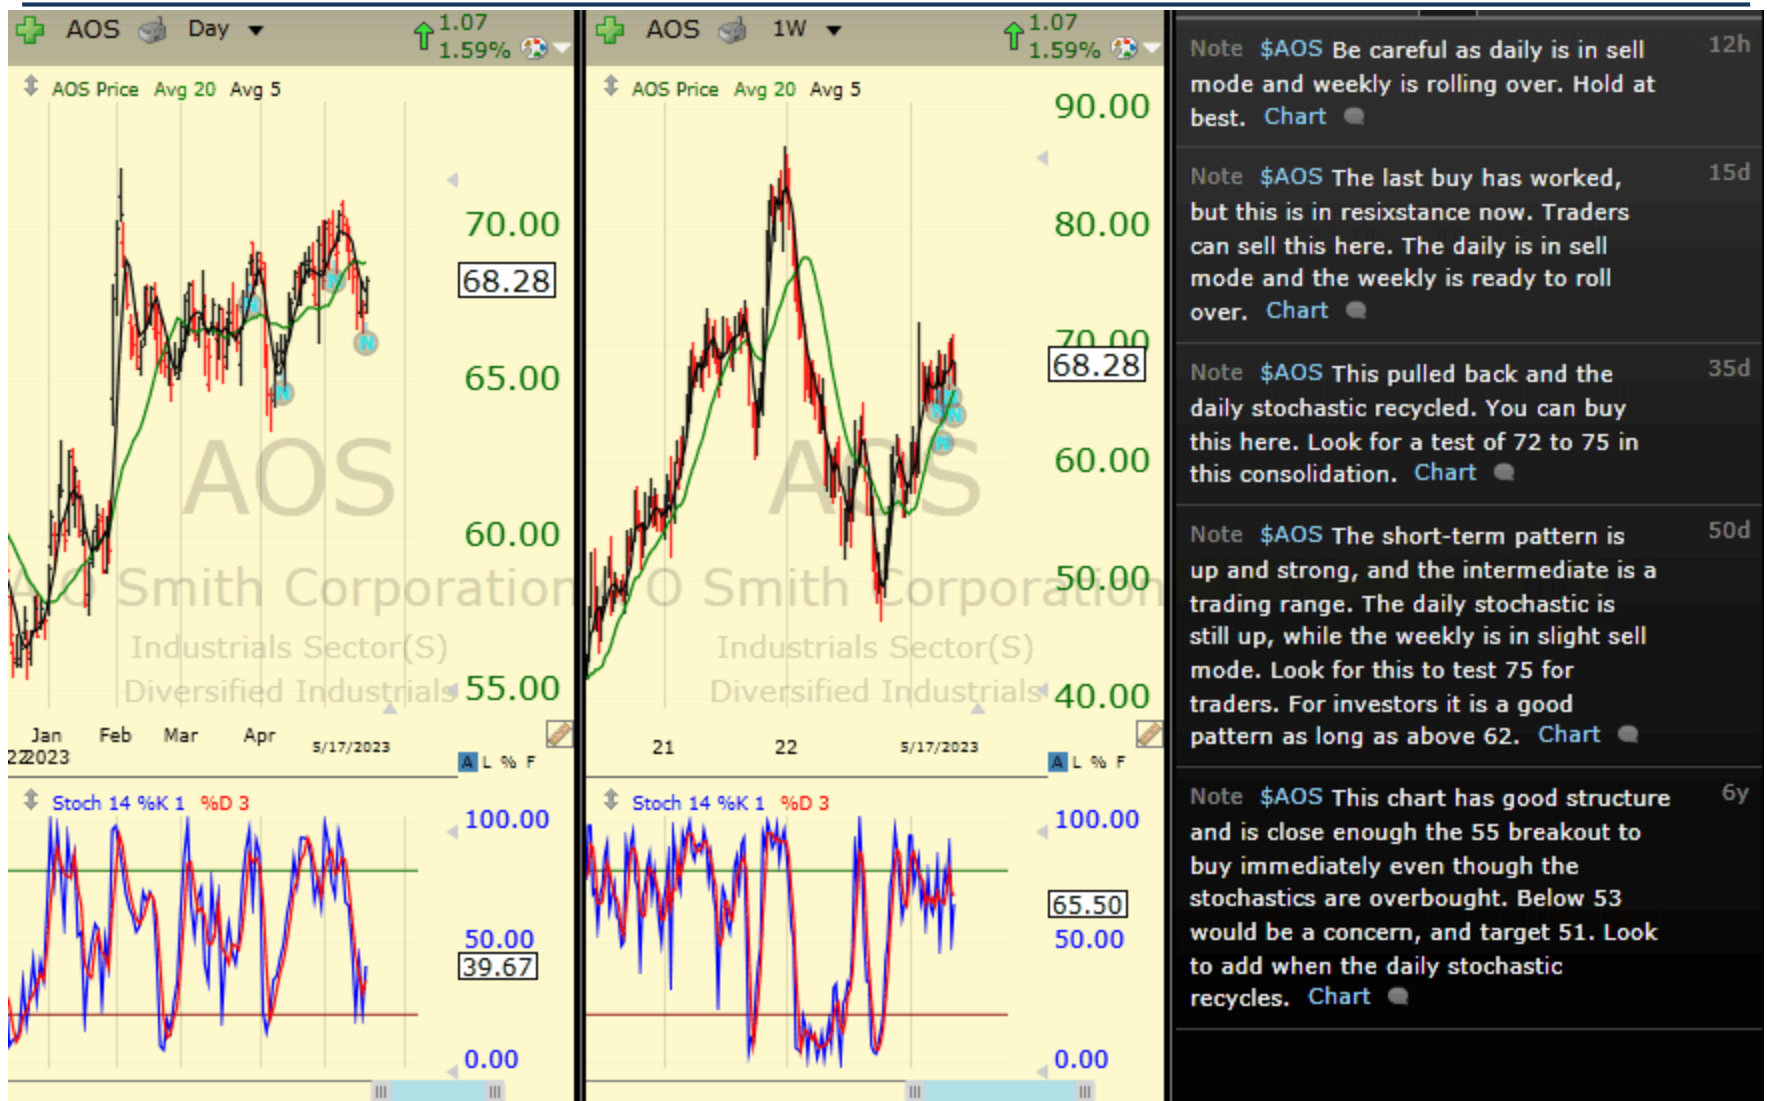 AOS Day 1.07
1.59%
AOS Price Avg 20 Avg 5
70.00
68.28
65.00
60.00
55.00
AOS
AO Smith Corporation
Industrials Sector(S)
Diversified Industrials
Jan Feb Mar Apr 5/17/2023
22 2023
A L % F
Stoch 14 %K 1 %D 3
100.00
50.00
39.67
0.00
N
N
N
N
AOS 1W 1.07
1.59%
AOS Price Avg 20 Avg 5
90.00
80.00
70.00
68.28
60.00
50.00
40.00
AOS
O Smith Corporation
Industrials Sector(S)
Diversified Industrials
N
N
N
N
21 22 5/17/2023
A L % F
Stoch 14 %K 1 %D 3
100.00
65.50
50.00
0.00
Note $AOS Be careful as daily is in sell 12h
mode and weekly is rolling over. Hold at
best. Chart
Note $AOS The last buy has worked, 15d
but this is in resixstance now. Traders
can sell this here. The daily is in sell
mode and the weekly is ready to roll
over. Chart
Note $AOS This pulled back and the 35d
daily stochastic recycled. You can buy
this here. Look for a test of 72 to 75 in
this consolidation. Chart
Note $AOS The short-term pattern is 50d
up and strong, and the intermediate is a
trading range. The daily stochastic is
still up, while the weekly is in slight sell
mode. Look for this to test 75 for
traders. For investors it is a good
pattern as long as above 62. Chart
Note $AOS This chart has good structure 6y
and is close enough the 55 breakout to
buy immediately even though the
stochastics are overbought. Below 53
would be a concern, and target 51. Look
to add when the daily stochastic
recycles. Chart